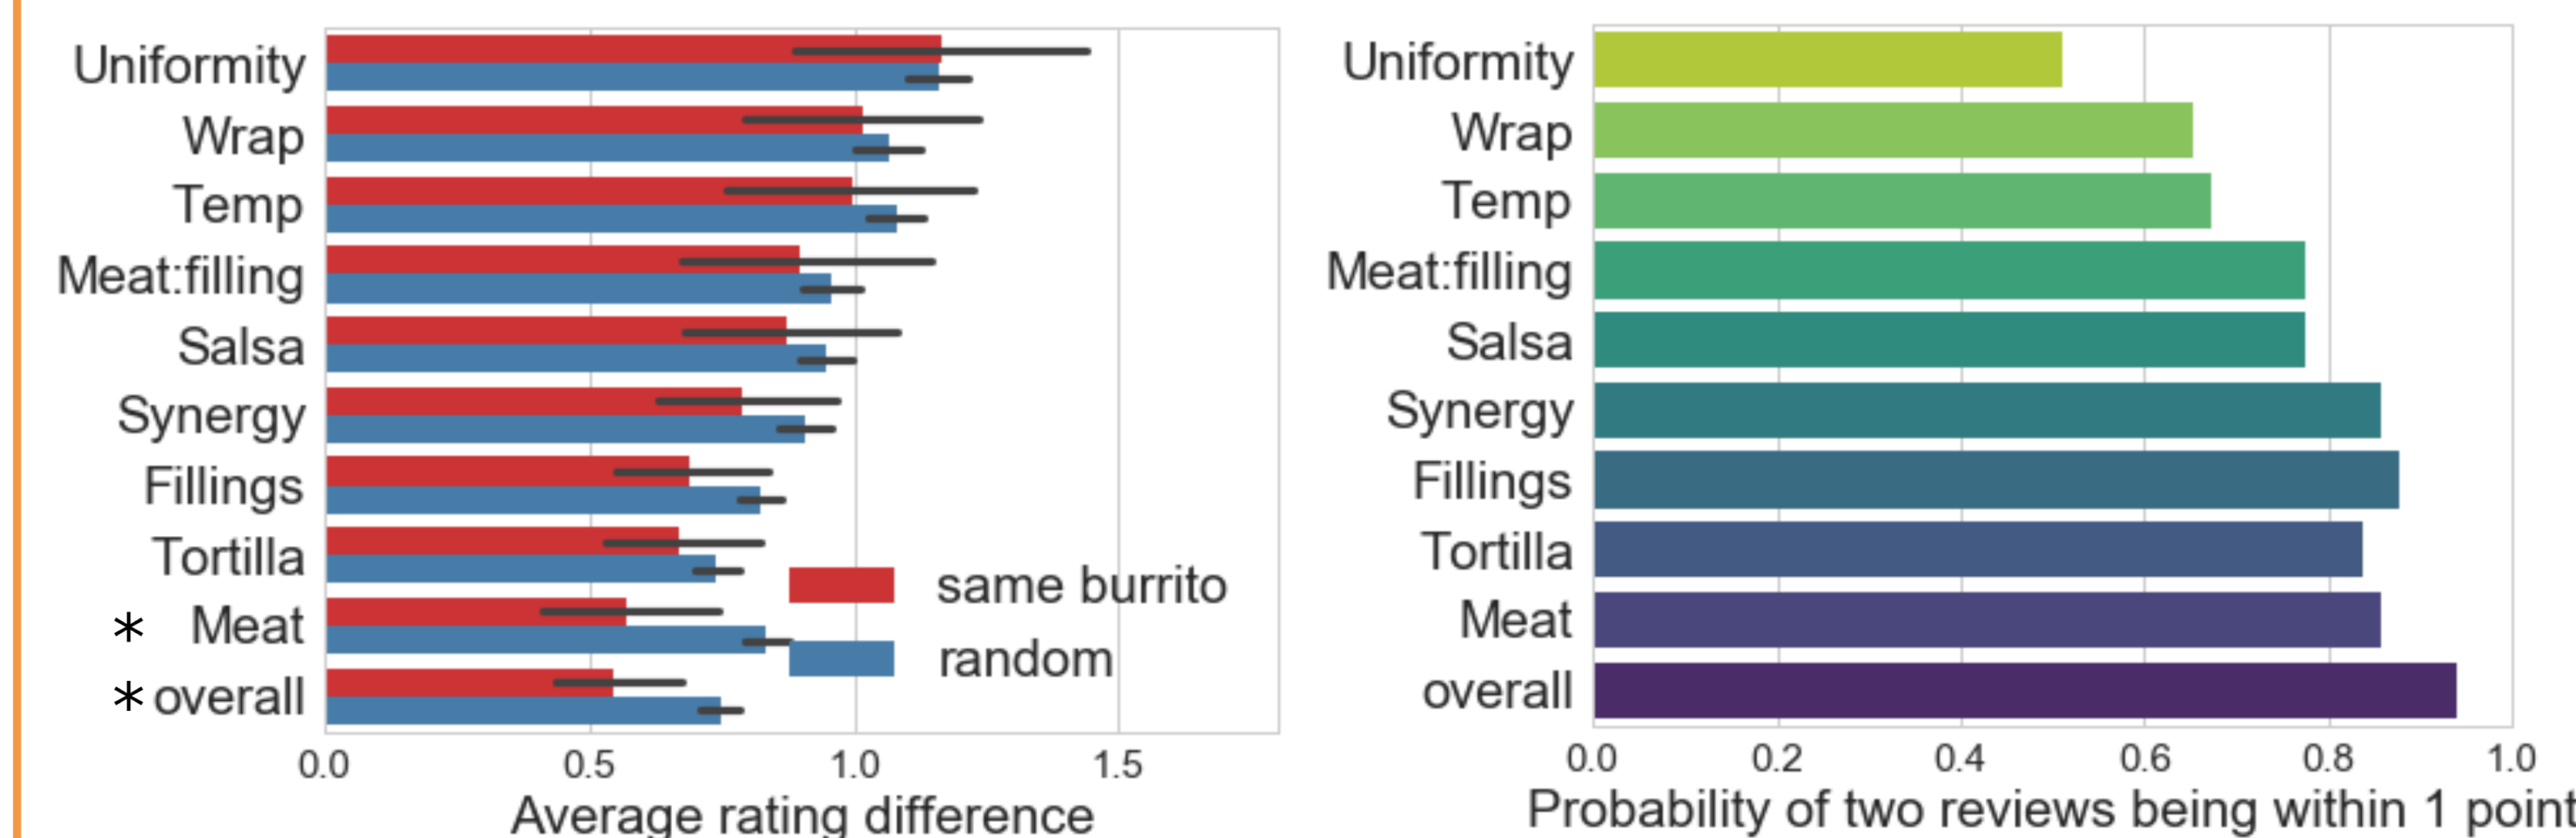 Uniformity
Wrap
Temp
Meat:filling
Salsa
Synergy
Fillings
Tortilla
* Meat
* overall
same burrito
random
0.0 0.5 1.0 1.5
Average rating difference
Uniformity
Wrap
Temp
Meat:filling
Salsa
Synergy
Fillings
Tortilla
Meat
overall
0.0 0.2 0.4 0.6 0.8 1.0
Probability of two reviews being within 1 point